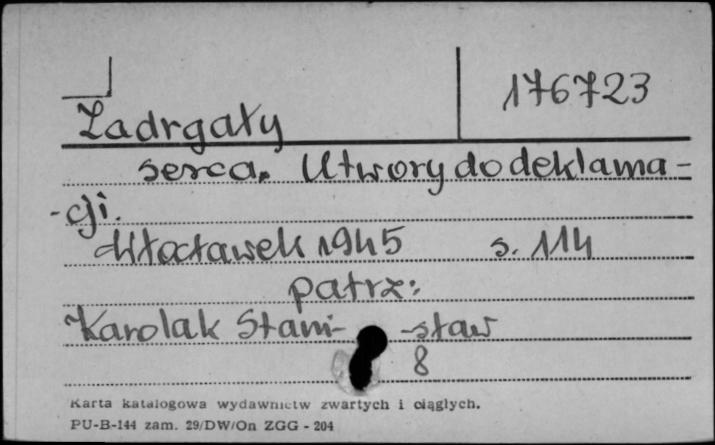 176723
Zadrgały
serca. Utwory do deklama-
-cji.
Włocławek 1945 s. 114
patrz:
Karolak Stani- -staw
8
Karta katalogowa wydawnictw zwartych i ciągłych.
PU-B-144 zam. 29/DW/On ZGG - 204